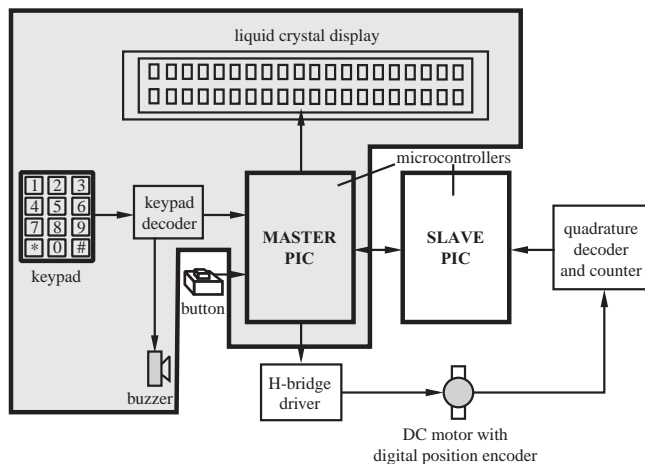 liquid crystal display
microcontrollers
1 2 3
4 5 6
7 8 9
* 0 #
keypad
keypad
decoder
MASTER
PIC
SLAVE
PIC
quadrature
decoder
and counter
button
buzzer
H-bridge
driver
DC motor with
digital position encoder